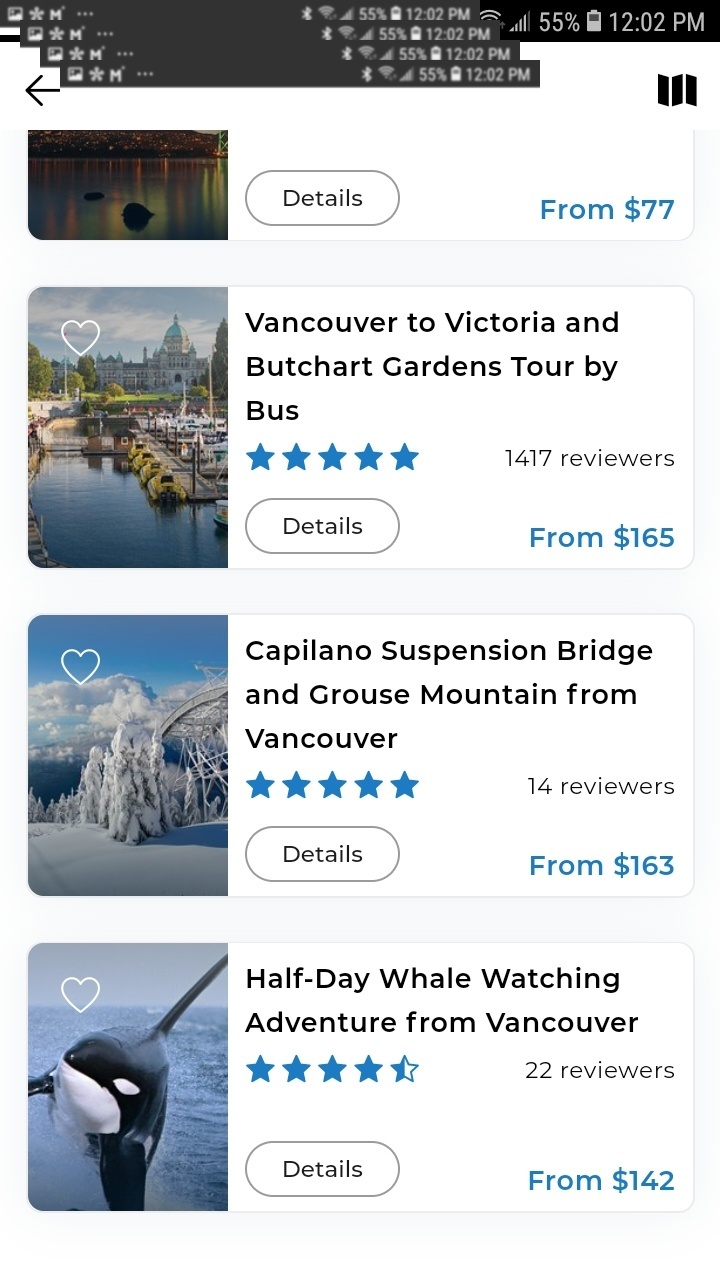 55% 12:02 PM
55% 12:02 PM
55% 12:02 PM
55% 12:02 PM
55% 12:02 PM
Details
From $77
Vancouver to Victoria and
Butchart Gardens Tour by
Bus
1417 reviewers
Details
From $165
Capilano Suspension Bridge
and Grouse Mountain from
Vancouver
14 reviewers
Details
From $163
Half-Day Whale Watching
Adventure from Vancouver
22 reviewers
Details
From $142